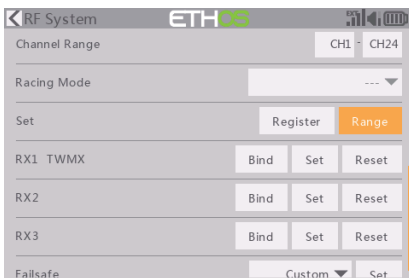 RF System ETHOS
Channel Range CH1 - CH24
Racing Mode ---
Set Register Range
RX1 TWMX Bind Set Reset
RX2 Bind Set Reset
RX3 Bind Set Reset
Failsafe Custom Set